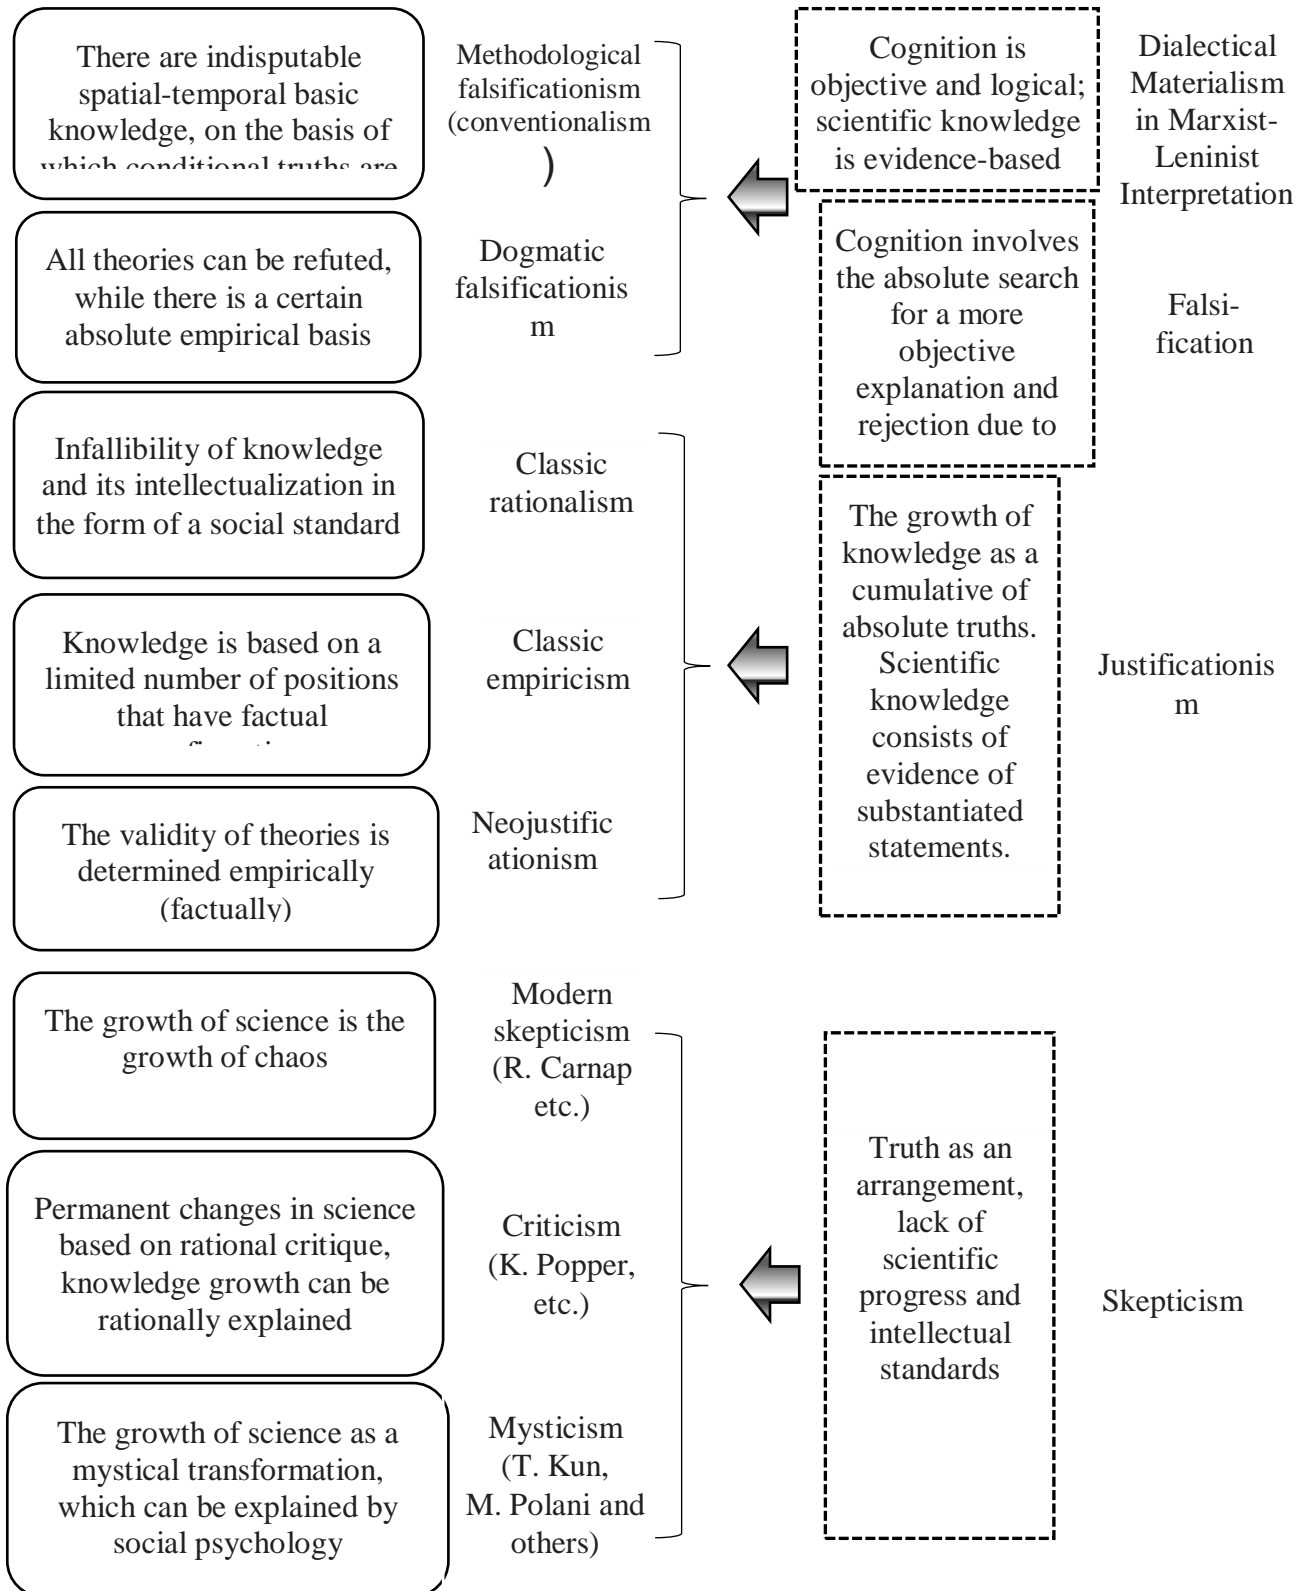 There are indisputable
spatial-temporal basic
knowledge, on the basis of
which conditional truths are
Methodological
falsificationism
(conventionalism
)
Cognition is
objective and logical;
scientific knowledge
is evidence-based
Dialectical
Materialism
in Marxist-
Leninist
Interpretation
All theories can be refuted,
while there is a certain
absolute empirical basis
Dogmatic
falsificationis
m
Cognition involves
the absolute search
for a more
objective
explanation and
rejection due to
Falsi-
fication
Infallibility of knowledge
and its intellectualization in
the form of a social standard
Classic
rationalism
Knowledge is based on a
limited number of positions
that have factual
Classic
empiricism
The validity of theories is
determined empirically
(factually)
Neojustific
ationism
The growth of
knowledge as a
cumulative of
absolute truths.
Scientific
knowledge
consists of
evidence of
substantiated
statements.
Justificationis
m
The growth of science is the
growth of chaos
Modern
skepticism
(R. Carnap
etc.)
Permanent changes in science
based on rational critique,
knowledge growth can be
rationally explained
Criticism
(K. Popper,
etc.)
The growth of science as a
mystical transformation,
which can be explained by
social psychology
Mysticism
(T. Kun,
M. Polani and
others)
Truth as an
arrangement,
lack of
scientific
progress and
intellectual
standards
Skepticism